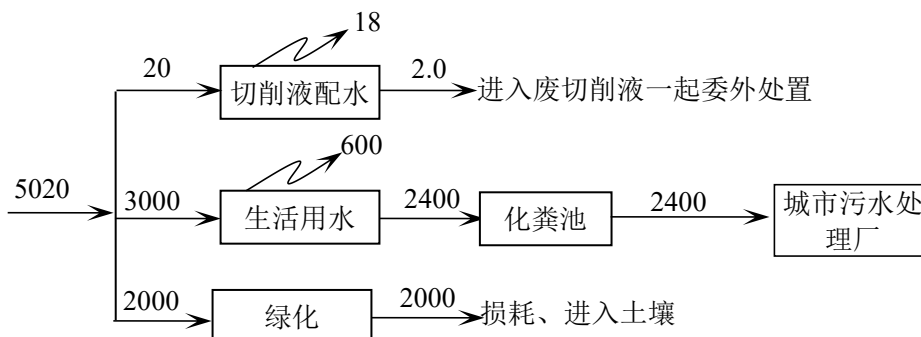 18
20
切削液配水
2.0
进入废切削液一起委外处置
600
5020
3000
生活用水
2400
化粪池
2400
城市污水处
理厂
2000
绿化
2000
损耗、进入土壤